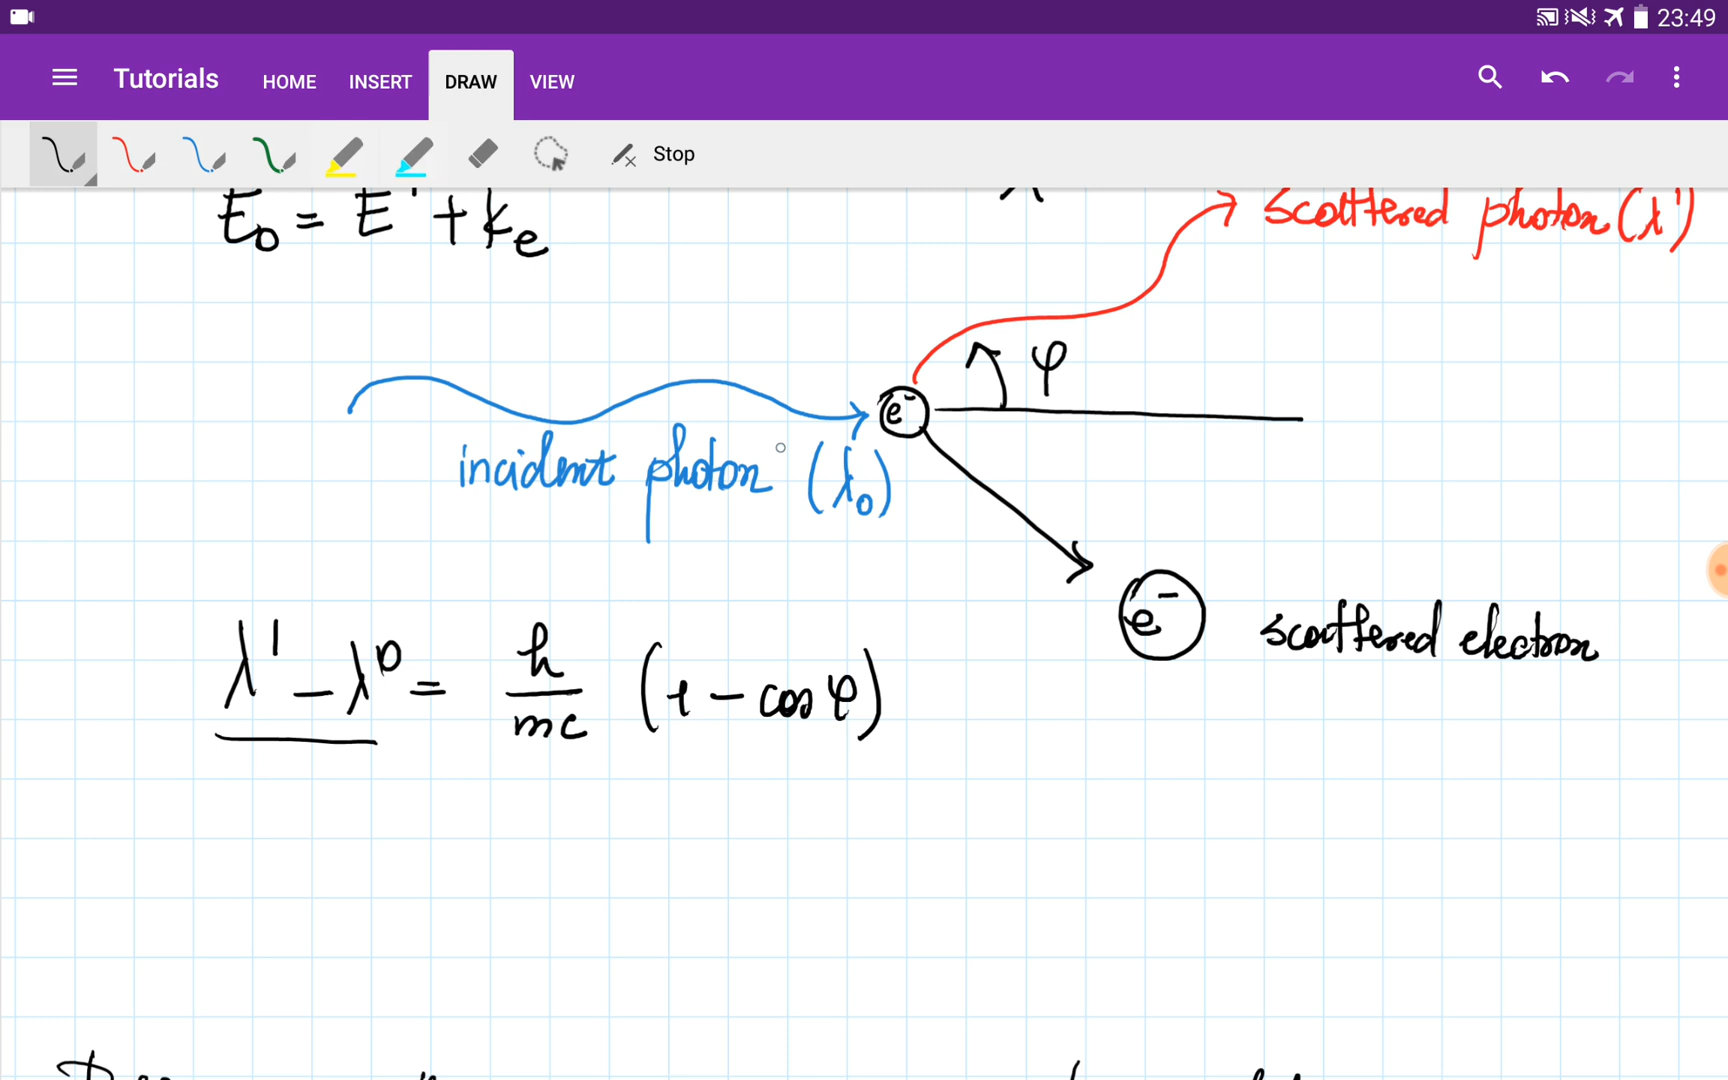 23:49
Tutorials HOME INSERT DRAW VIEW
Stop
E₀ = E' + ke
scattered photon (λ')
φ
e⁻
incident photon (λ₀)
e⁻ scattered electron
λ' - λ⁰ = h/mc (1 - cos φ)